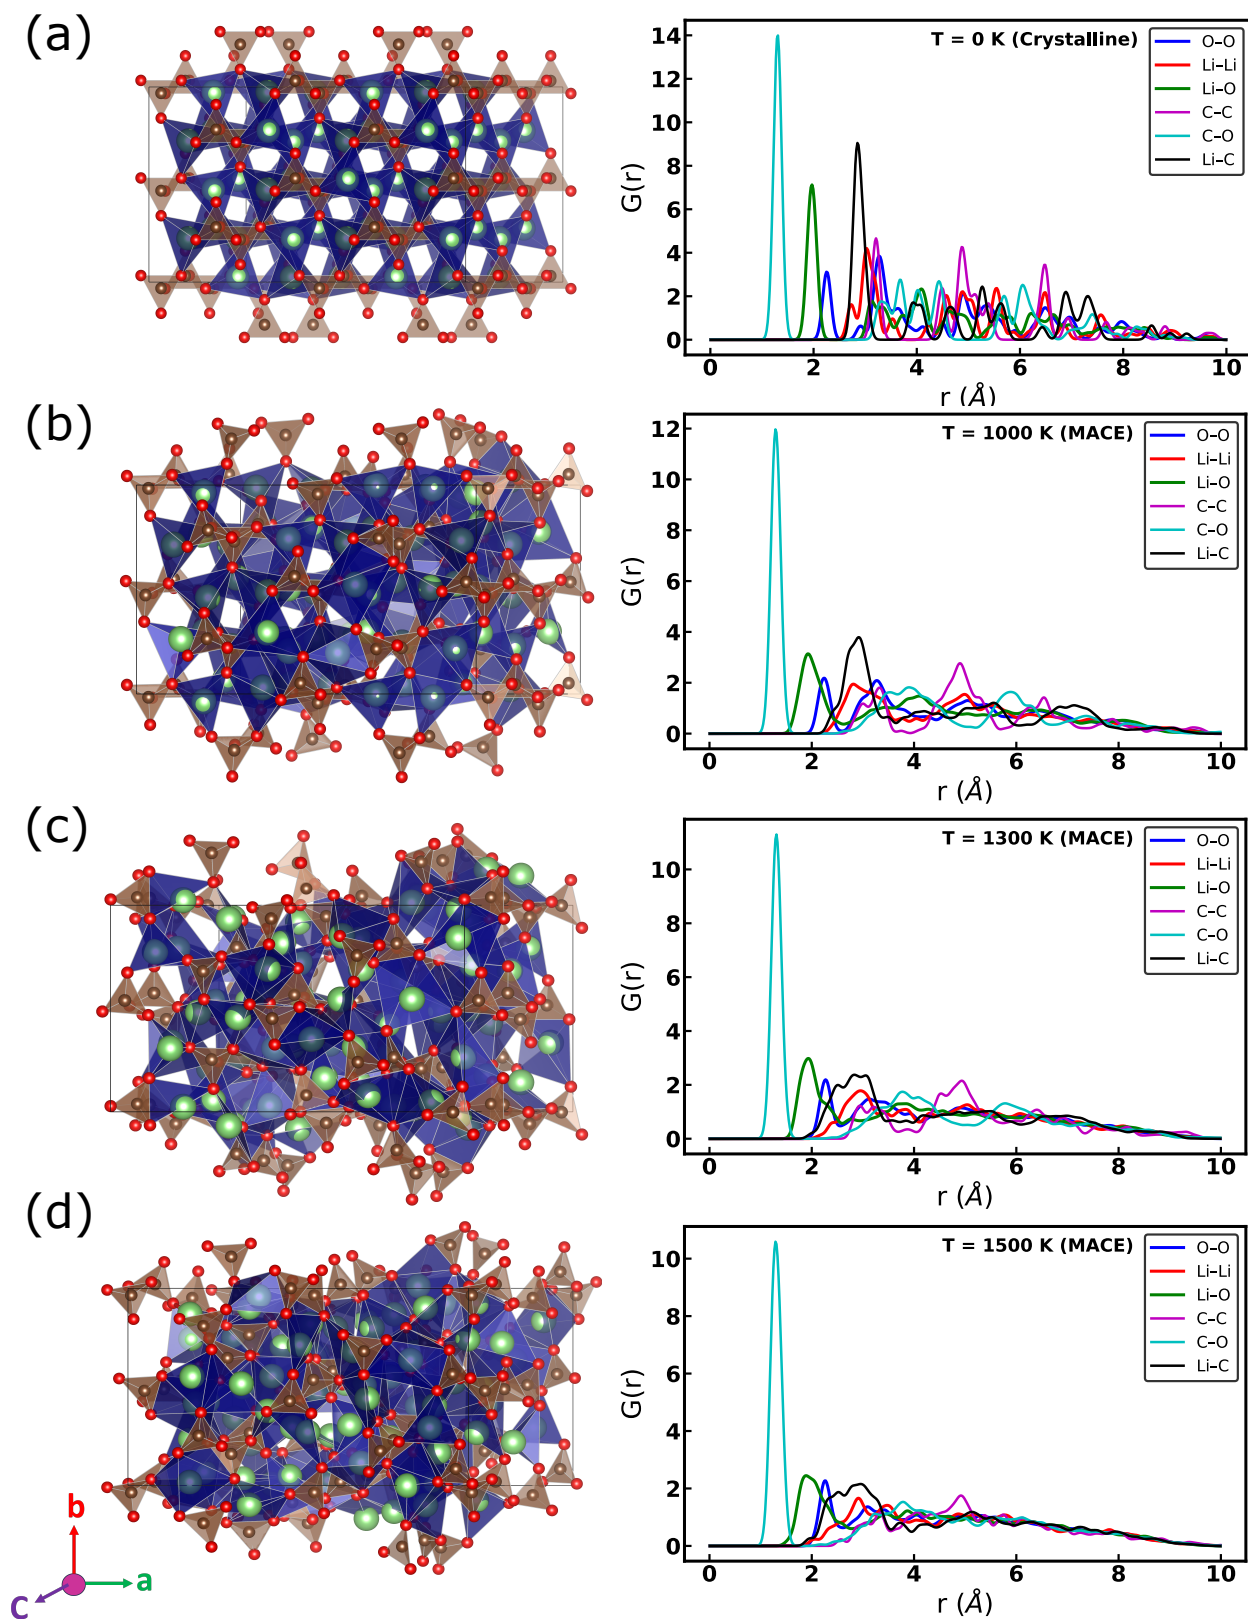 (a)
T = 0 K (Crystalline)
O–O
Li–Li
Li–O
C–C
C–O
Li–C
G(r)
14
12
10
8
6
4
2
0
0 2 4 6 8 10
r (Å)
(b)
T = 1000 K (MACE)
O–O
Li–Li
Li–O
C–C
C–O
Li–C
G(r)
12
10
8
6
4
2
0
0 2 4 6 8 10
r (Å)
(c)
T = 1300 K (MACE)
O–O
Li–Li
Li–O
C–C
C–O
Li–C
G(r)
10
8
6
4
2
0
0 2 4 6 8 10
r (Å)
(d)
T = 1500 K (MACE)
O–O
Li–Li
Li–O
C–C
C–O
Li–C
G(r)
10
8
6
4
2
0
0 2 4 6 8 10
r (Å)
b
a
c